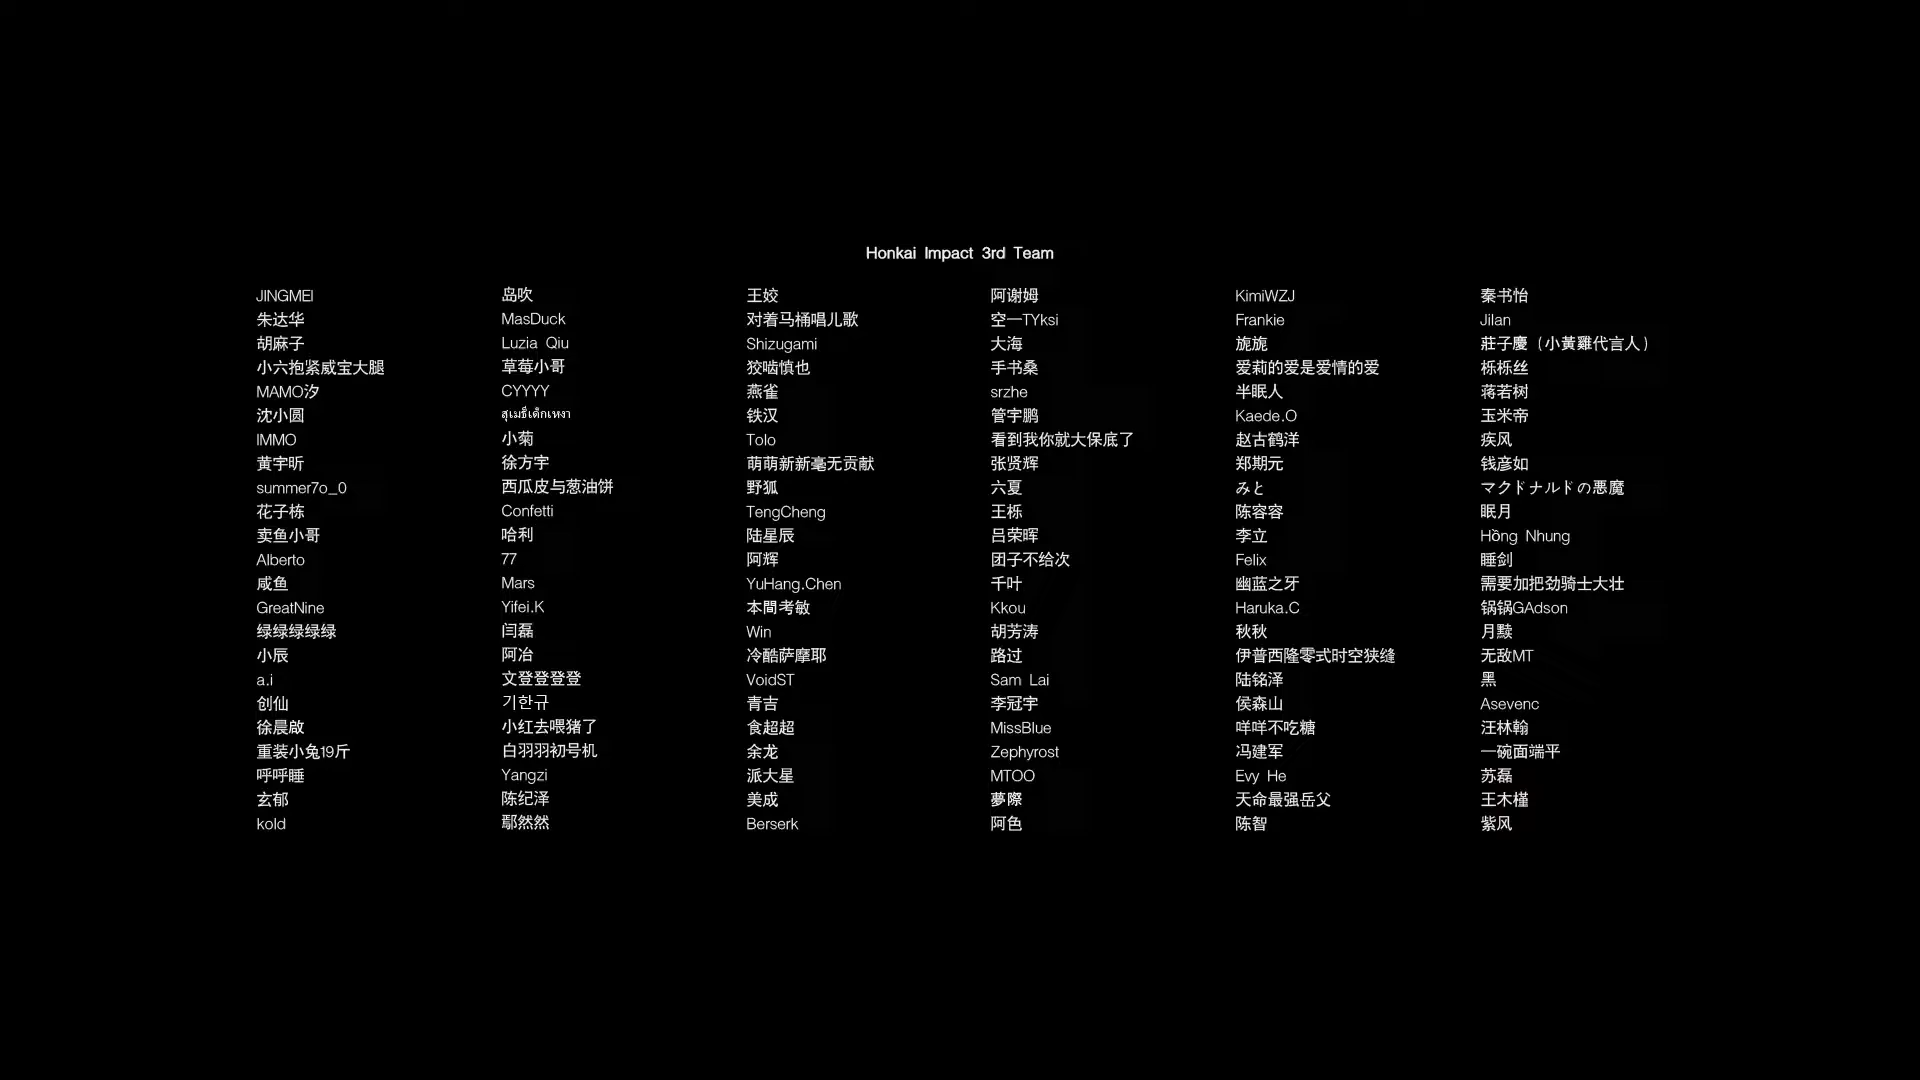 Honkai Impact 3rd Team
JINGMEI 岛吹 王姣 阿谢姆 KimiWZJ 秦书怡
朱达华 MasDuck 对着马桶唱儿歌 空一TYksi Frankie Jilan
胡麻子 Luzia Qiu Shizugami 大海 旎旎 莊子慶（小黃雞代言人）
小六抱紧威宝大腿 草莓小哥 狡啮慎也 手书桑 爱莉的爱是爱情的爱 栎栎丝
MAMO汐 CYYYY 燕雀 srzhe 半眠人 蒋若树
沈小圆 สุเมธีเด็กเหงา 铁汉 管宇鹏 Kaede.O 玉米帝
IMMO 小菊 Tolo 看到我你就大保底了 赵古鹤洋 疾风
黄宇昕 徐方宇 萌萌新新毫无贡献 张贤辉 郑期元 钱彦如
summer7o_0 西瓜皮与葱油饼 野狐 六夏 みと マクドナルドの悪魔
花子栋 Confetti TengCheng 王栎 陈容容 眠月
卖鱼小哥 哈利 陆星辰 吕荣晖 李立 Hồng Nhung
Alberto 77 阿辉 团子不给次 Felix 睡剑
咸鱼 Mars YuHang.Chen 千叶 幽蓝之牙 需要加把劲骑士大壮
GreatNine Yifei.K 本間考敏 Kkou Haruka.C 锅锅GAdson
绿绿绿绿绿 闫磊 Win 胡芳涛 秋秋 月黩
小辰 阿冶 冷酷萨摩耶 路过 伊普西隆零式时空狭缝 无敌MT
a.i 文登登登登 VoidST Sam Lai 陆铭泽 黑
创仙 기한규 青吉 李冠宇 侯森山 Asevenc
徐晨啟 小红去喂猪了 食超超 MissBlue 咩咩不吃糖 汪林翰
重装小兔19斤 白羽羽初号机 余龙 Zephyrost 冯建军 一碗面端平
呼呼睡 Yangzi 派大星 MTOO Evy He 苏磊
玄郁 陈纪泽 美成 夢際 天命最强岳父 王木槿
kold 鄢然然 Berserk 阿色 陈智 紫风